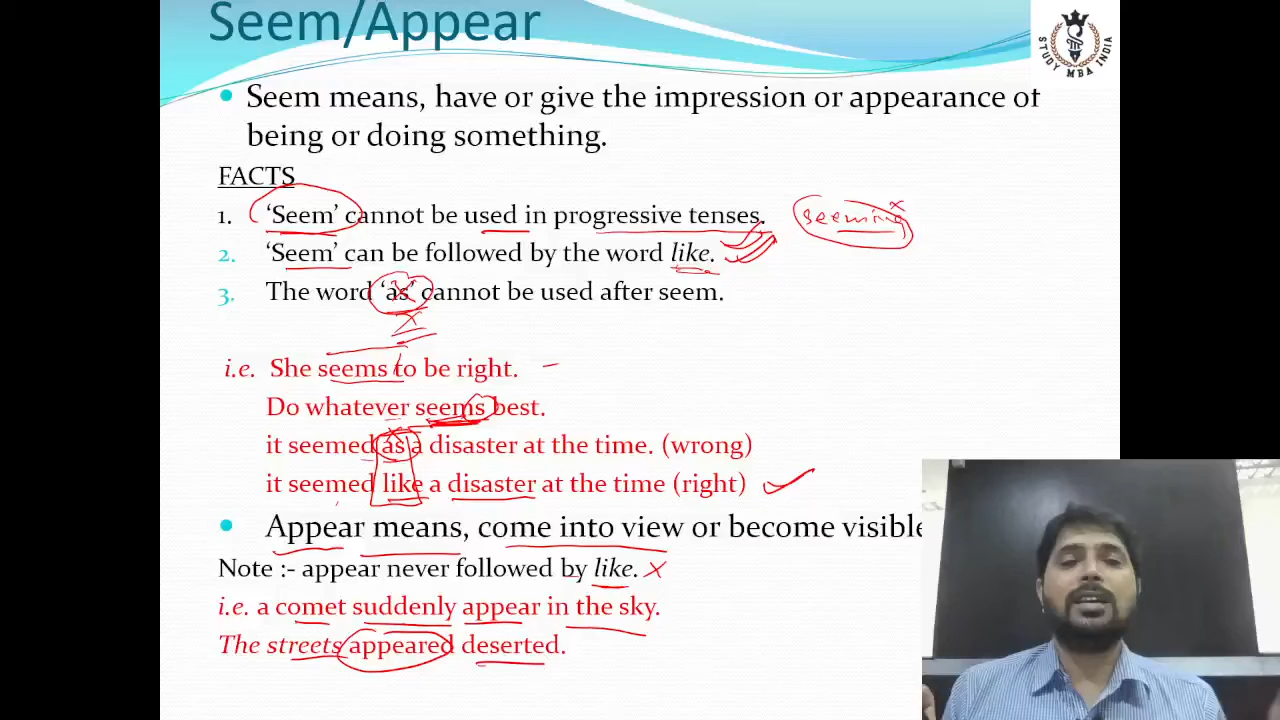 Seem/Appear
STUDY MBA INDIA
• Seem means, have or give the impression or appearance of
being or doing something.
FACTS
1. ‘Seem’ cannot be used in progressive tenses. seeming x
2. ‘Seem’ can be followed by the word like.
3. The word ‘as’ cannot be used after seem.
i.e. She seems to be right.
Do whatever seems best.
it seemed as a disaster at the time. (wrong)
it seemed like a disaster at the time (right)
• Appear means, come into view or become visible
Note :- appear never followed by like. x
i.e. a comet suddenly appear in the sky.
The streets appeared deserted.